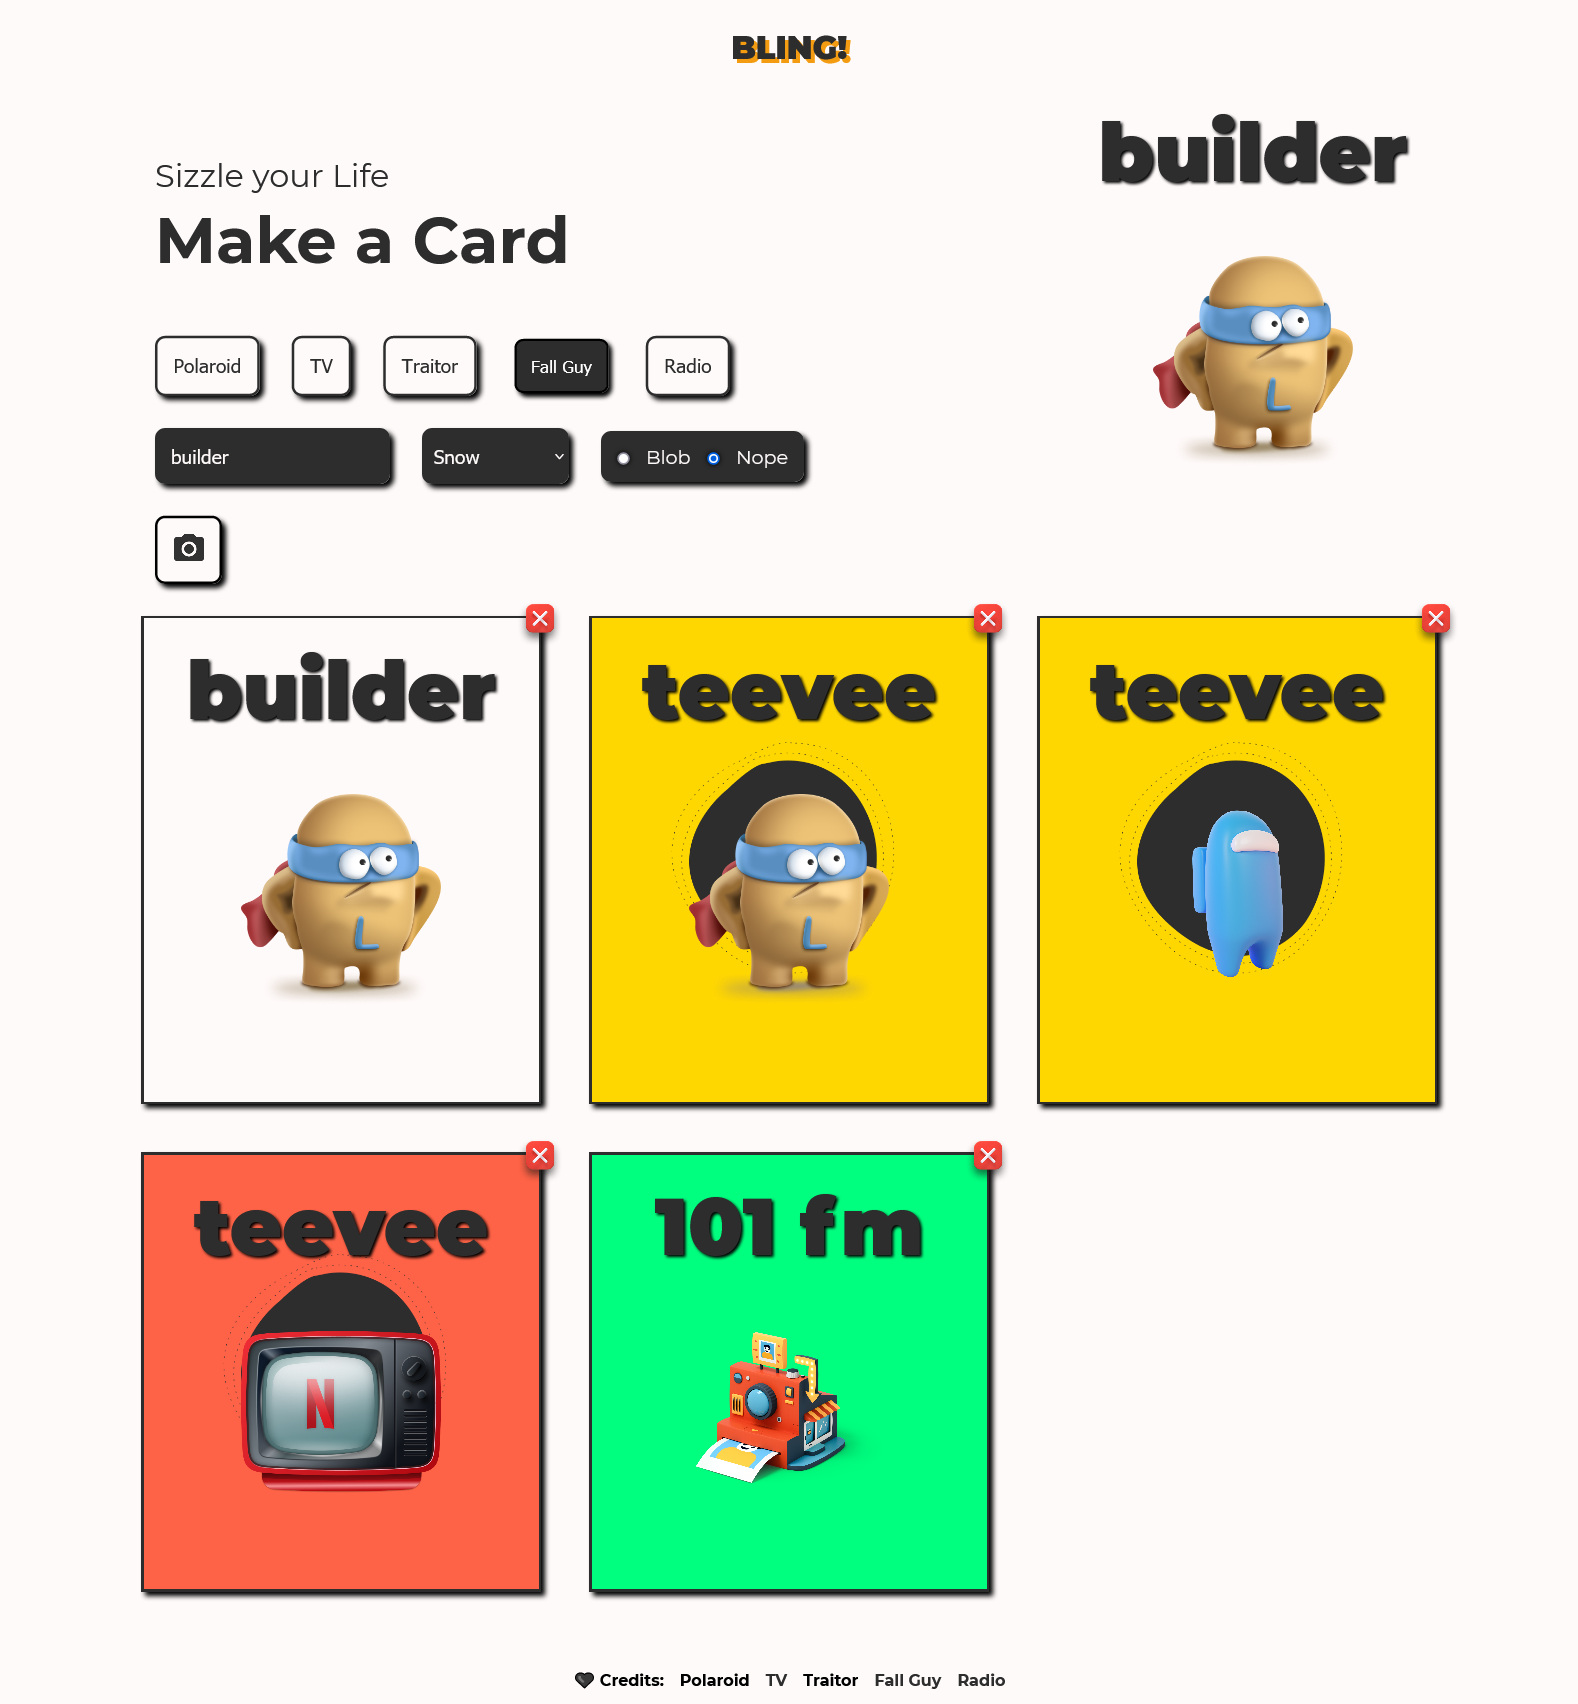 BLING!
builder
Sizzle your Life
Make a Card
Polaroid TV Traitor Fall Guy Radio
builder Snow Blob Nope
L
builder teevee teevee
L L
teevee 101 fm
N
Credits: Polaroid TV Traitor Fall Guy Radio